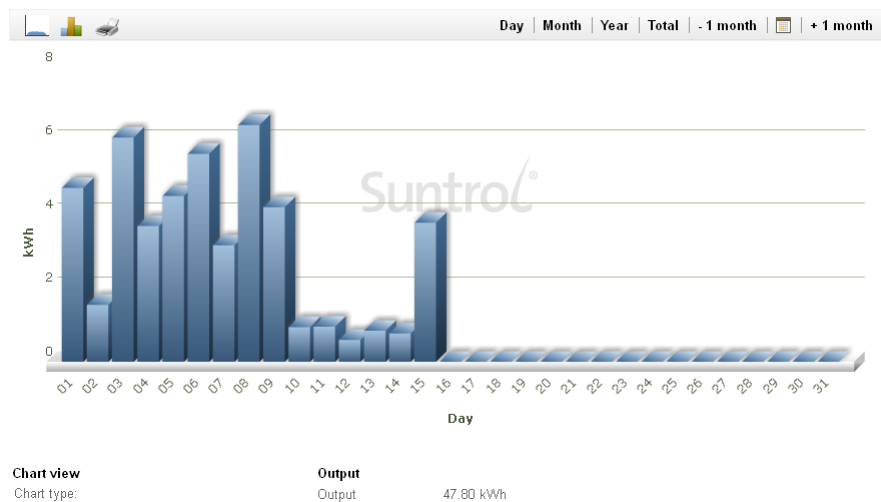 Day | Month | Year | Total | - 1 month | + 1 month
8
6
4
2
0
kWh
Suntrol®
01 02 03 04 05 06 07 08 09 10 11 12 13 14 15 16 17 18 19 20 21 22 23 24 25 26 27 28 29 30 31
Day
Chart view Output
Chart type: Output 47.80 kWh